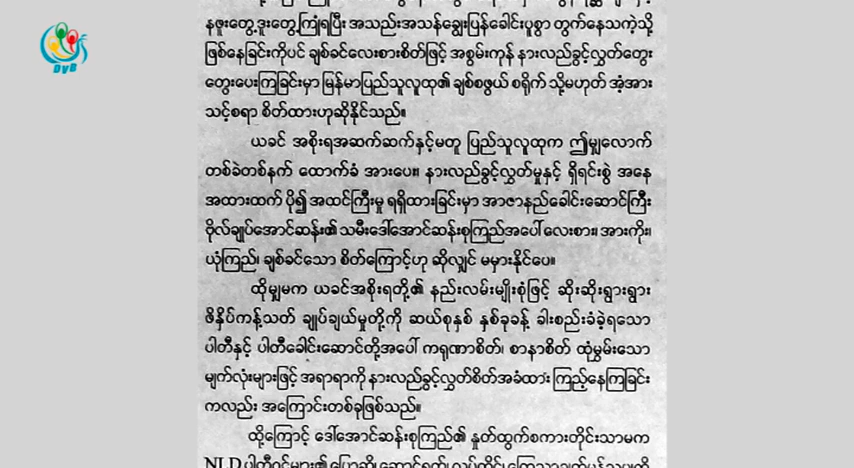 DVB
နဖူးတွေ့ဒူးတွေ့ကြုံရပြီး အသည်းအသန်ချွေးပြန်ခေါင်းပူစွာ တွက်နေသကဲ့သို့
ဖြစ်နေခြင်းကိုပင် ချစ်ခင်လေးစားစိတ်ဖြင့် အစွမ်းကုန် နားလည်ခွင့်လွှတ်တွေး
တွေးပေးကြခြင်းမှာ မြန်မာပြည်သူလူထု၏ ချစ်စဖွယ် စရိုက် သို့မဟုတ် အံ့အား
သင့်စရာ စိတ်ထားဟုဆိုနိုင်သည်။
ယခင် အစိုးရအဆက်ဆက်နှင့်မတူ ပြည်သူလူထုက ဤမျှလောက်
တစ်ခဲတစ်နက် ထောက်ခံ အားပေး။ နားလည်ခွင့်လွှတ်မှုနှင့် ရှိရင်းစွဲ အနေ
အထားထက် ပို၍ အထင်ကြီးမှု ရရှိထားခြင်းမှာ အာဇာနည်ခေါင်းဆောင်ကြီး
ဗိုလ်ချုပ်အောင်ဆန်း၏ သမီးဒေါ်အောင်ဆန်းစုကြည်အပေါ် လေးစား၊ အားကိုး၊
ယုံကြည်၊ ချစ်ခင်သော စိတ်ကြောင့်ဟု ဆိုလျှင် မမှားနိုင်ပေ။
ထိုမျှမက ယခင်အစိုးရတို့၏ နည်းလမ်းမျိုးစုံဖြင့် ဆိုးဆိုးရွားရွား
ဖိနှိပ်ကန့်သတ် ချုပ်ချယ်မှုတို့ကို ဆယ်စုနှစ် နှစ်ခုခန့် ခါးစည်းခံခဲ့ရသော
ပါတီနှင့် ပါတီခေါင်းဆောင်တို့အပေါ် ကရုဏာစိတ်၊ စာနာစိတ် ထုံမွှမ်းသော
မျက်လုံးများဖြင့် အရာရာကို နားလည်ခွင့်လွှတ်စိတ်အခံထား ကြည့်နေကြခြင်း
ကလည်း အကြောင်းတစ်ခုဖြစ်သည်။
ထို့ကြောင့် ဒေါ်အောင်ဆန်းစုကြည်၏ နှုတ်ထွက်စကားတိုင်းသာမက
NLD ပါတီဝင်များ၏